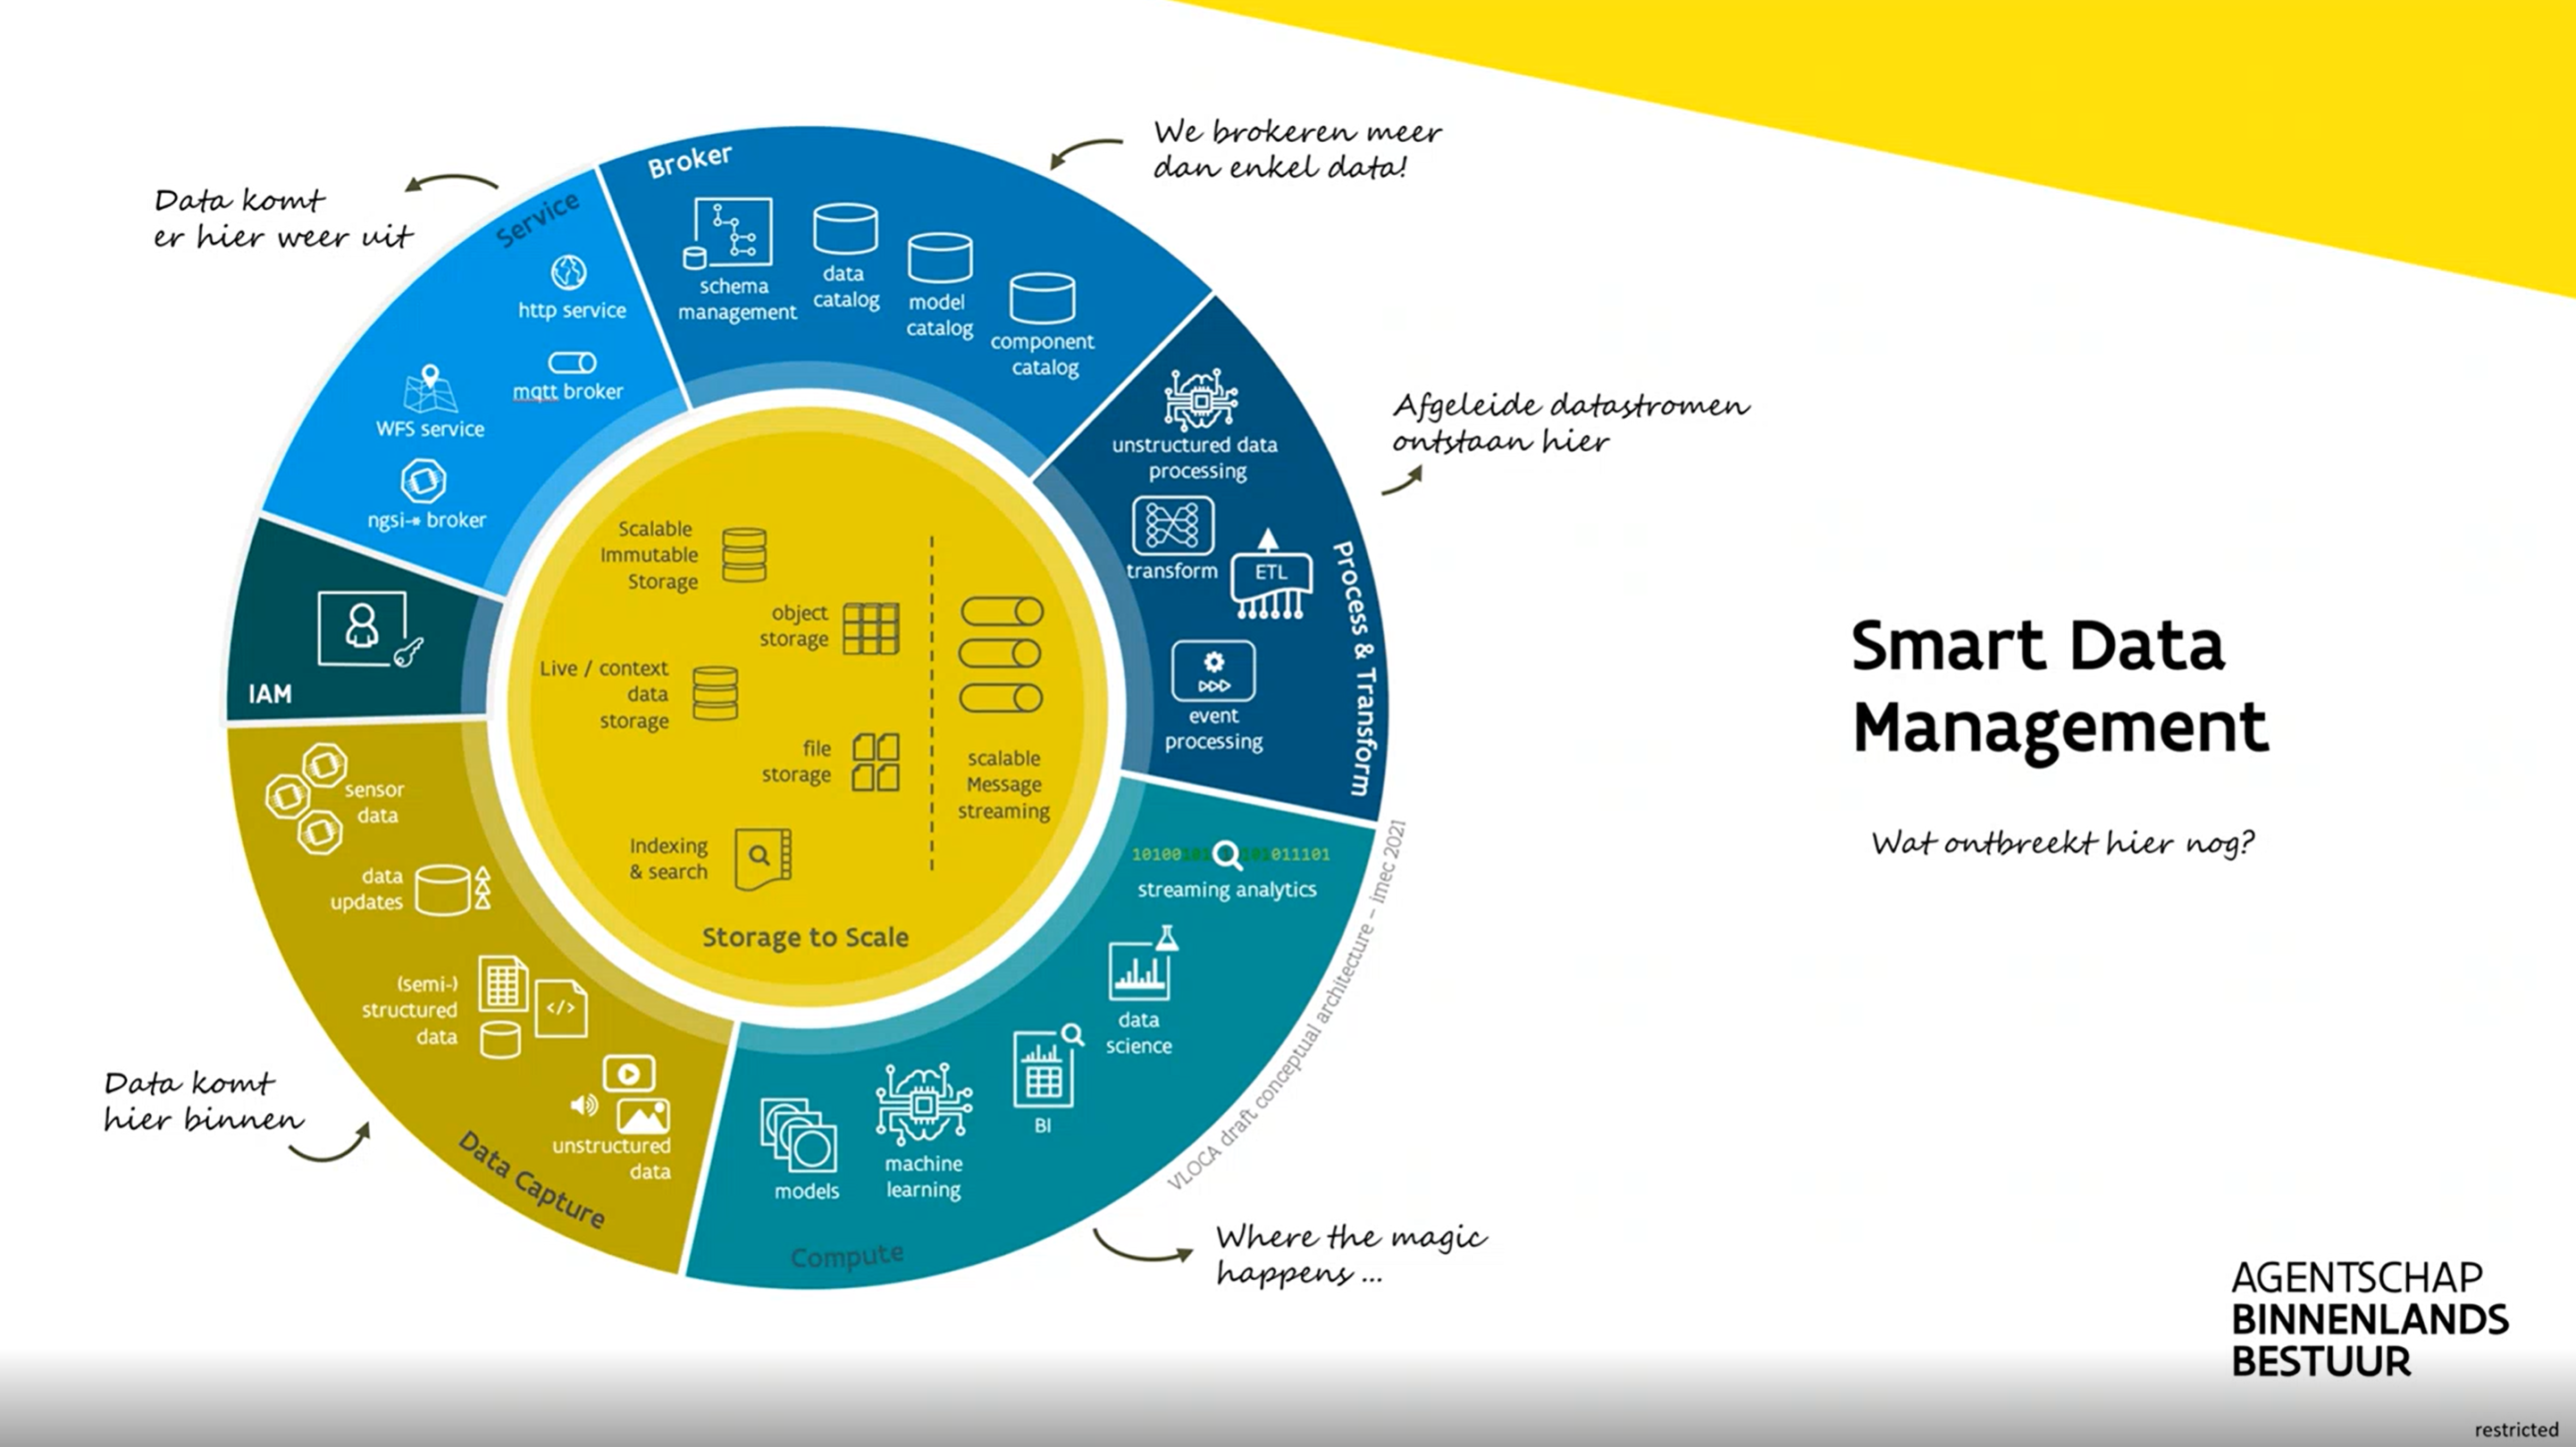 We brokeren meer
dan enkel data!
Data komt
er hier weer uit
Broker
schema
management
data
catalog
model
catalog
component
catalog
Service
http service
mqtt broker
WFS service
ngsi-* broker
Afgeleide datastromen
ontstaan hier
unstructured data
processing
transform
ETL
event
processing
Process & Transform
IAM
Scalable
Immutable
Storage
object
storage
Live / context
data
storage
file
storage
Indexing
& search
scalable
Message
streaming
Storage to Scale
Smart Data
Management
Wat ontbreekt hier nog?
sensor
data
data
updates
(semi-)
structured
data
unstructured
data
Data Capture
Data komt
hier binnen
streaming analytics
data
science
BI
machine
learning
models
Compute
VLOCA draft conceptual architecture – imec 2021
Where the magic
happens ...
AGENTSCHAP
BINNENLANDS
BESTUUR
restricted